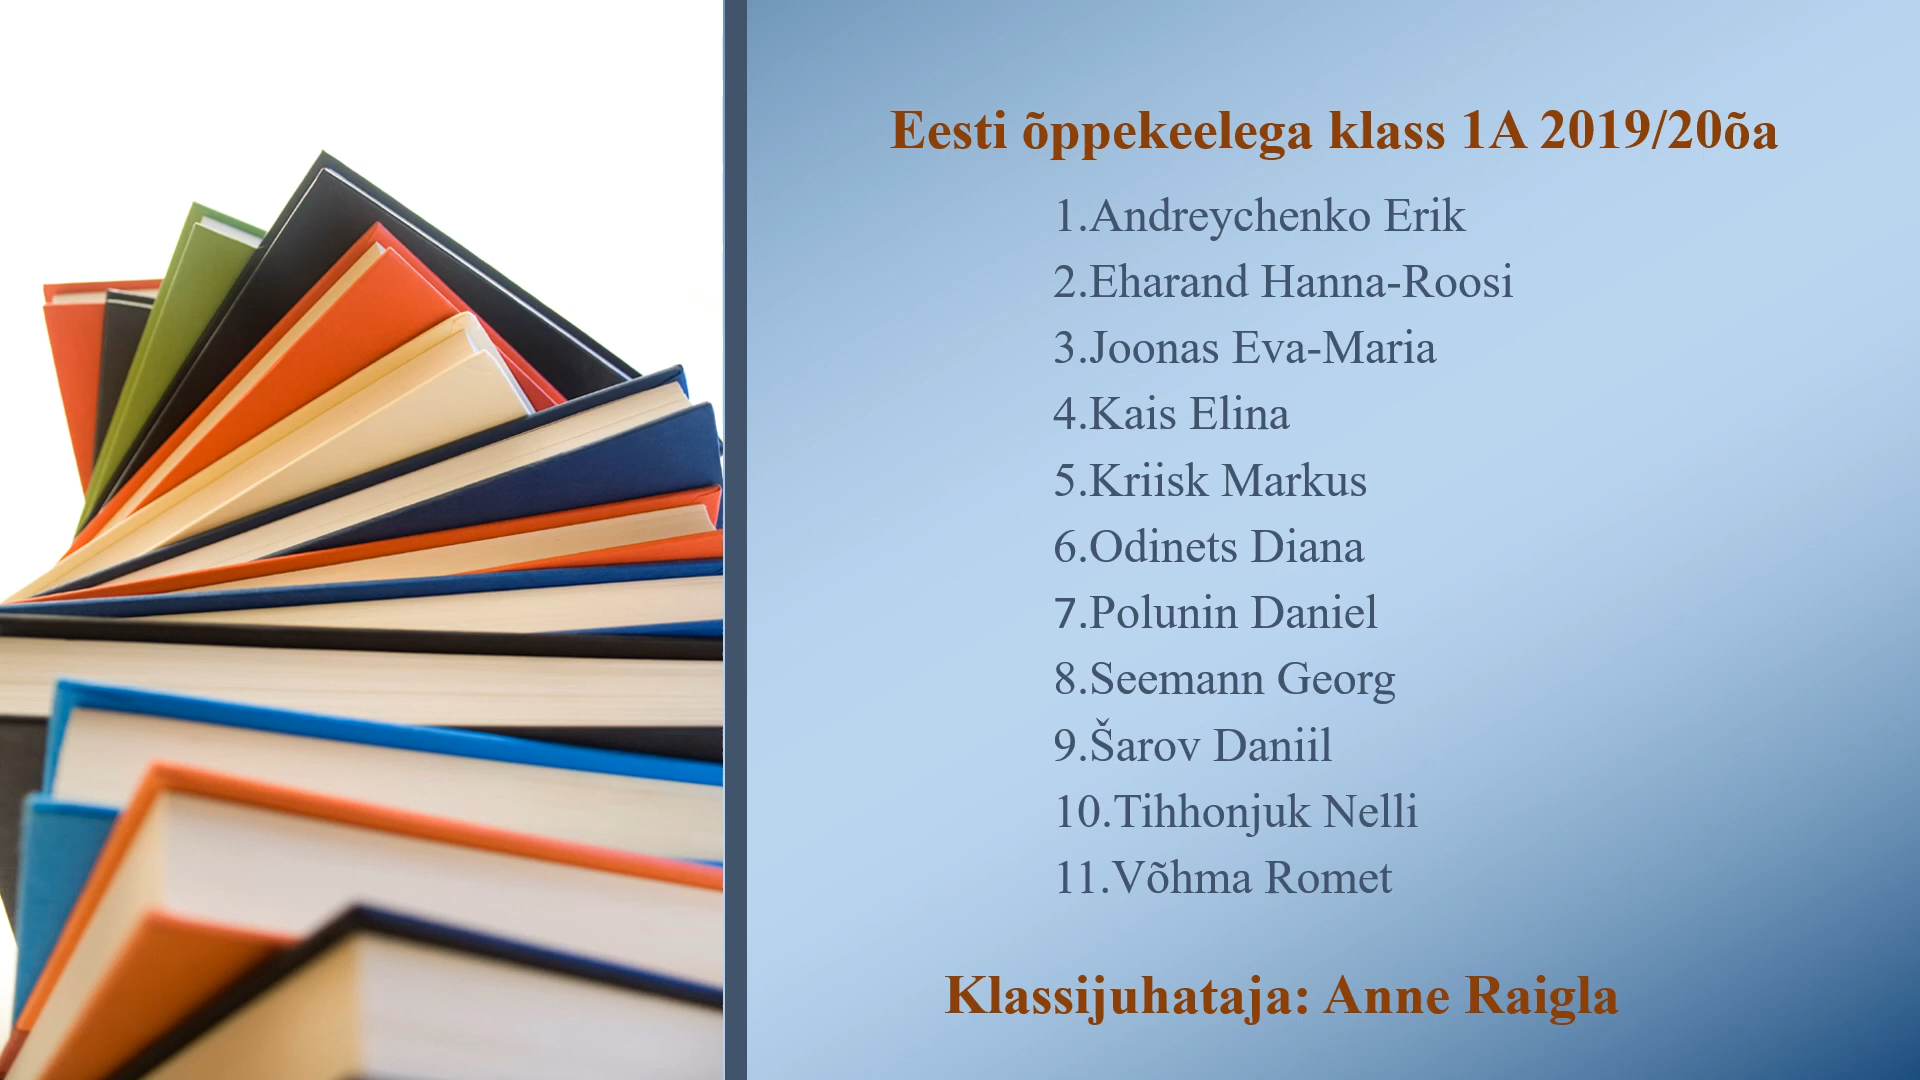 Eesti õppekeelega klass 1A 2019/20õa
1.Andreychenko Erik
2.Eharand Hanna-Roosi
3.Joonas Eva-Maria
4.Kais Elina
5.Kriisk Markus
6.Odinets Diana
7.Polunin Daniel
8.Seemann Georg
9.Šarov Daniil
10.Tihhonjuk Nelli
11.Võhma Romet
Klassijuhataja: Anne Raigla